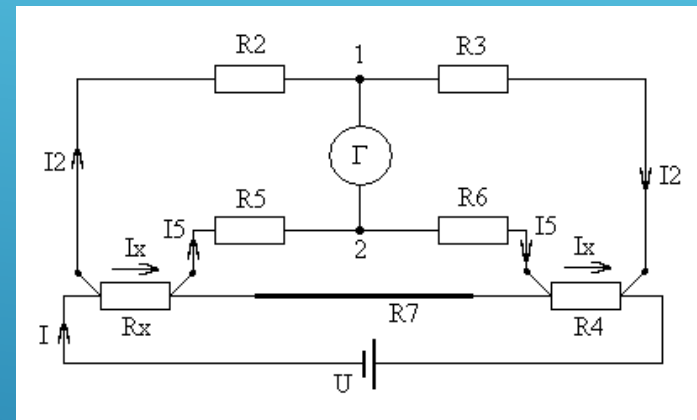 R2 1 R3
Г
I2 I2
R5 R6
I5 2 I5
Ix Ix
Rx R7 R4
I
U